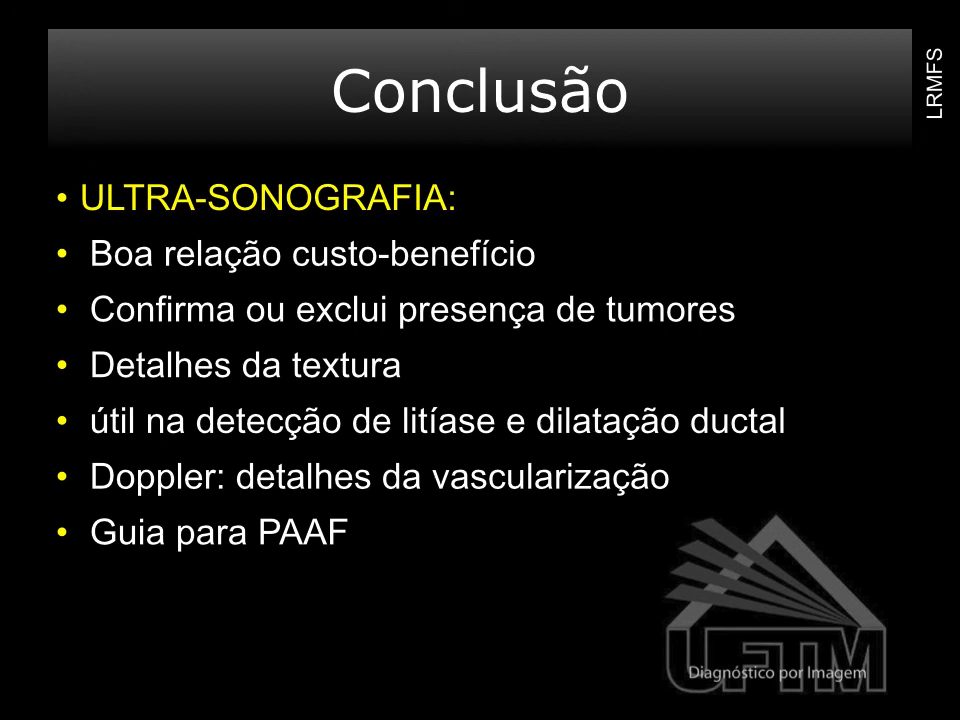 Conclusão
LRMFS
• ULTRA-SONOGRAFIA:
• Boa relação custo-benefício
• Confirma ou exclui presença de tumores
• Detalhes da textura
• útil na detecção de litíase e dilatação ductal
• Doppler: detalhes da vascularização
• Guia para PAAF
UFTM
Diagnóstico por Imagem